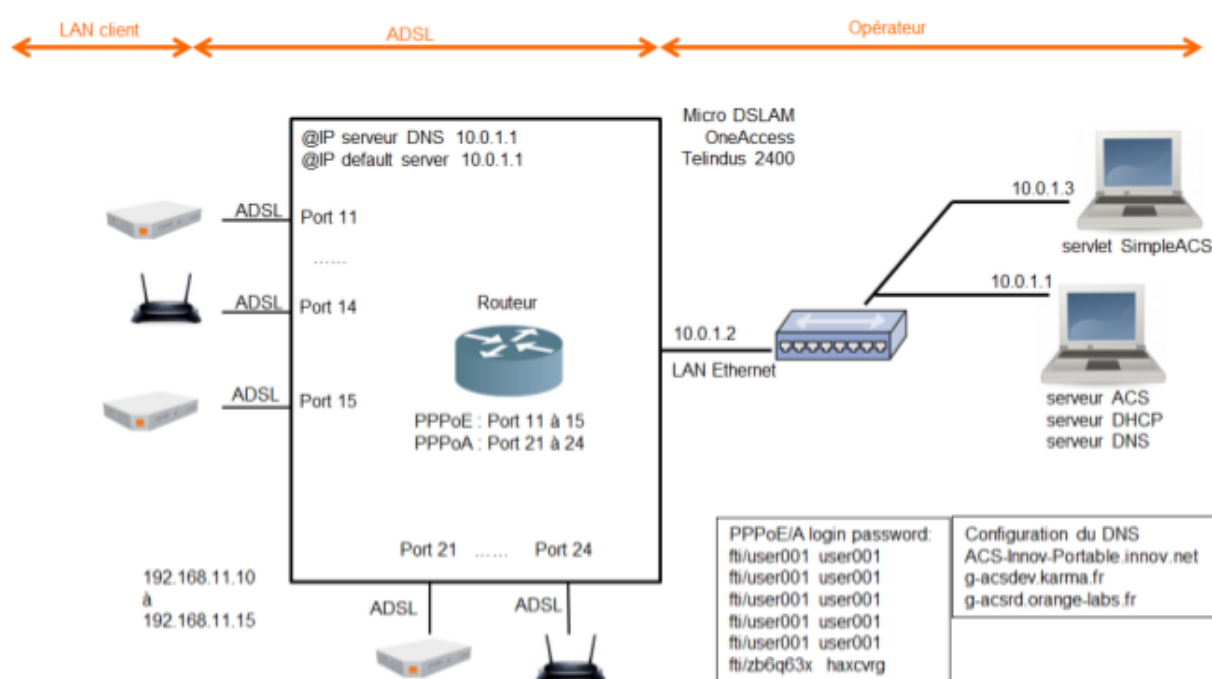 LAN client
ADSL
Opérateur
@IP serveur DNS 10.0.1.1
@IP default server 10.0.1.1
Micro DSLAM
OneAccess
Telindus 2400
ADSL
Port 11
......
ADSL
Port 14
ADSL
Port 15
Routeur
PPPoE : Port 11 à 15
PPPoA : Port 21 à 24
10.0.1.2
LAN Ethernet
10.0.1.3
servlet SimpleACS
10.0.1.1
serveur ACS
serveur DHCP
serveur DNS
Port 21 ...... Port 24
192.168.11.10
à
192.168.11.15
ADSL
ADSL
PPPoE/A login password:
fti/user001 user001
fti/user001 user001
fti/user001 user001
fti/user001 user001
fti/user001 user001
fti/zb6q63x haxcvrg
Configuration du DNS
ACS-Innov-Portable.innov.net
g-acsdev.karma.fr
g-acsrd.orange-labs.fr